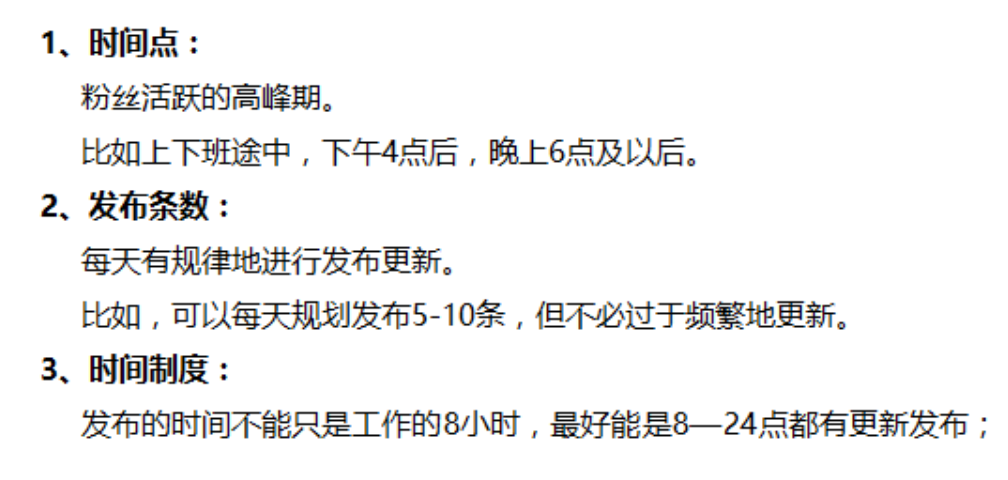 1、时间点：
粉丝活跃的高峰期。
比如上下班途中，下午4点后，晚上6点及以后。
2、发布条数：
每天有规律地进行发布更新。
比如，可以每天规划发布5-10条，但不必过于频繁地更新。
3、时间制度：
发布的时间不能只是工作的8小时，最好能是8—24点都有更新发布；